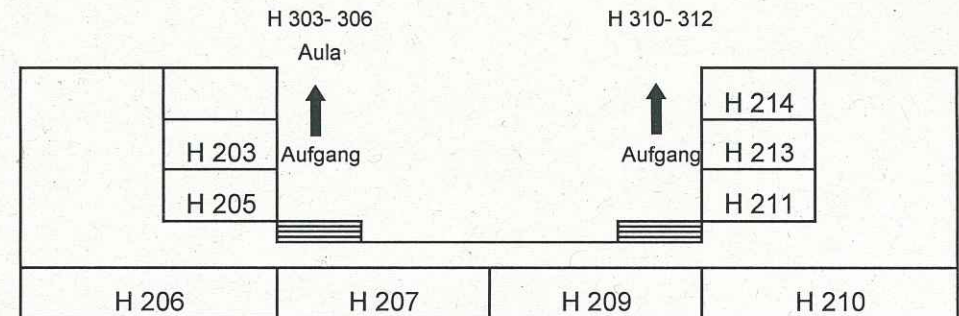 H 303- 306
Aula
H 310- 312
H 214
H 203
Aufgang
Aufgang
H 213
H 205
H 211
H 206
H 207
H 209
H 210